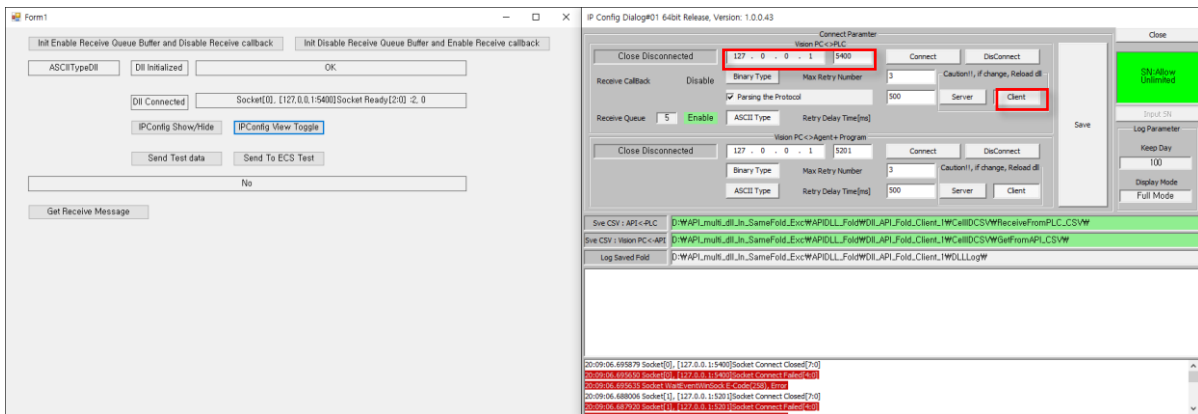 Form1
Init Enable Receive Queue Buffer and Disable Receive callback
Init Disable Receive Queue Buffer and Enable Receive callback
ASCIITypeDll
Dll Initialized
OK
Dll Connected
Socket[0], [127,0,0,1:5400]Socket Ready[2:0] :2, 0
IPConfig Show/Hide
IPConfig View Toggle
Send Test data
Send To ECS Test
No
Get Receive Message
IP Config Dialog#01 64bit Release, Version: 1.0.0.43
Connect Paramter
Vision PC<>PLC
Close Disconnected
127 . 0 . 0 . 1
5400
Connect
DisConnect
Receive CallBack
Disable
Binary Type
Max Retry Number
3
Caution!!, if change, Reload dll
Parsing the Protocol
500
Server
Client
Receive Queue
5
Enable
ASCII Type
Retry Delay Time[ms]
Vision PC<>Agent+Program
Close Disconnected
127 . 0 . 0 . 1
5201
Connect
DisConnect
Binary Type
Max Retry Number
3
Caution!!, if change, Reload dll
ASCII Type
Retry Delay Time[ms]
500
Server
Client
Save
Close
SN:Allow
Unlimited
Input SN
Log Parameter
Keep Day
100
Display Mode
Full Mode
Sve CSV : API<-PLC
D:₩API_multi_dll_In_SameFold_Exc₩APIDLL_Fold₩Dll_API_Fold_Client_1₩CellIDCSV₩ReceiveFromPLC_CSV₩
Sve CSV : Vision PC<-API
D:₩API_multi_dll_In_SameFold_Exc₩APIDLL_Fold₩Dll_API_Fold_Client_1₩CellIDCSV₩GetFromAPI_CSV₩
Log Saved Fold
D:₩API_multi_dll_In_SameFold_Exc₩APIDLL_Fold₩Dll_API_Fold_Client_1₩DLLLog₩
20:09:06.695879 Socket[0], [127.0.0.1:5400]Socket Connect Closed[7:0]
20:09:06.695650 Socket[0], [127.0.0.1:5400]Socket Connect Failed[4:0]
20:09:06.695635 Socket WaitEventWinSock E-Code(258), Error
20:09:06.688006 Socket[1], [127.0.0.1:5201]Socket Connect Closed[7:0]
20:09:06.687920 Socket[1], [127.0.0.1:5201]Socket Connect Failed[4:0]